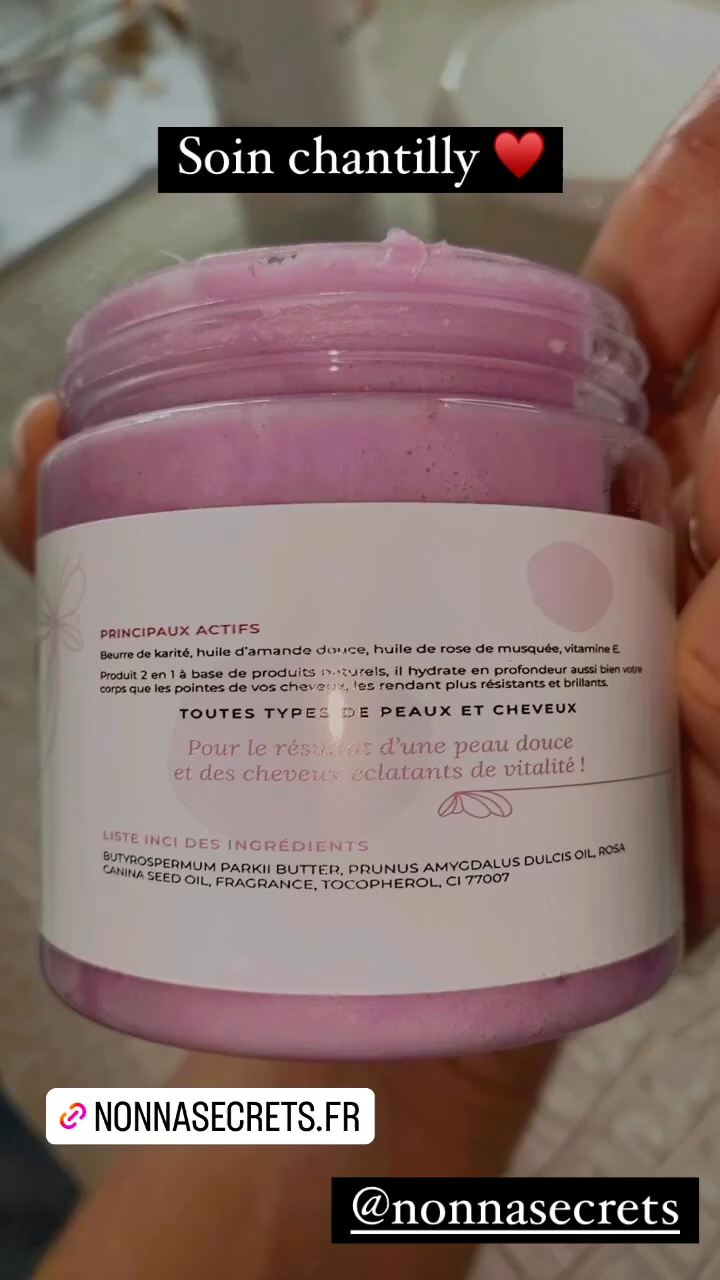 Soin chantilly ♥️
PRINCIPAUX ACTIFS
Beurre de karité, huile d'amande douce, huile de rose de musquée, vitamine E.
Produit 2 en 1 à base de produits naturels, il hydrate en profondeur aussi bien votre
corps que les pointes de vos cheveux, les rendant plus résistants et brillants.
TOUTES TYPES DE PEAUX ET CHEVEUX
Pour le résultat d'une peau douce
et des cheveux éclatants de vitalité !
LISTE INCI DES INGRÉDIENTS
BUTYROSPERMUM PARKII BUTTER, PRUNUS AMYGDALUS DULCIS OIL, ROSA
CANINA SEED OIL, FRAGRANCE, TOCOPHEROL, CI 77007
NONNASECRETS.FR
@nonnasecrets